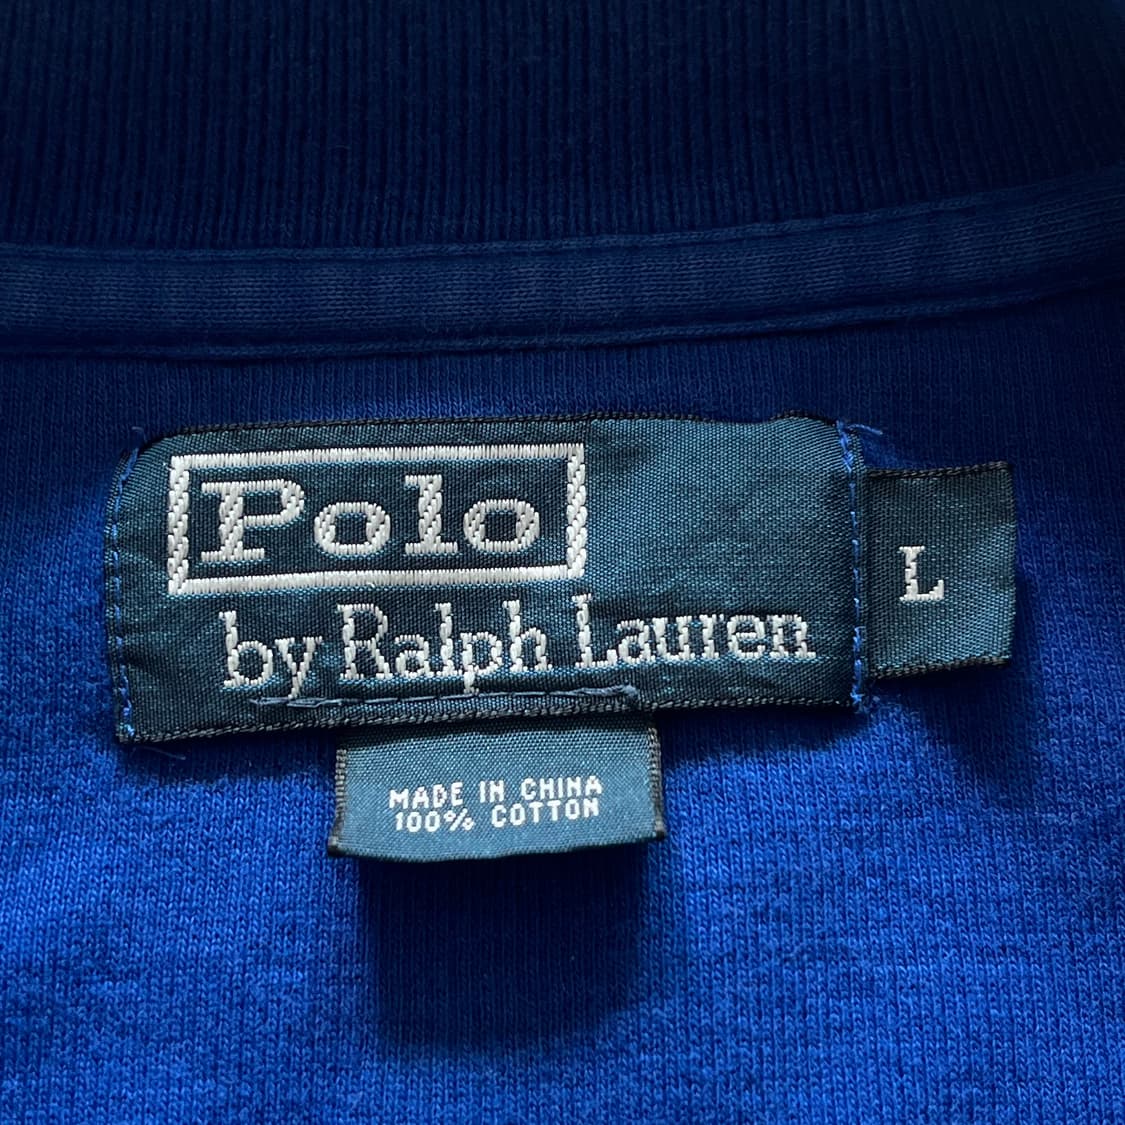 Polo
by Ralph Lauren
L
MADE IN CHINA
100% COTTON